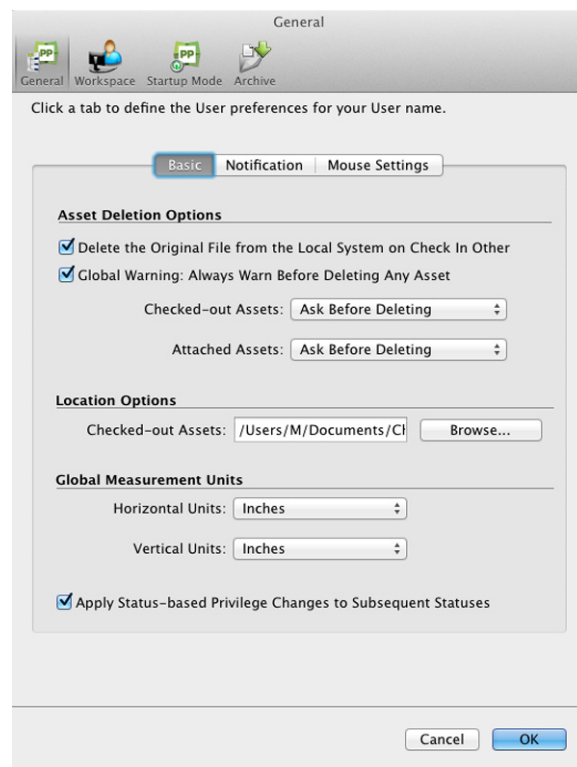 General
PP PP
General Workspace Startup Mode Archive
Click a tab to define the User preferences for your User name.
Basic Notification Mouse Settings
Asset Deletion Options
Delete the Original File from the Local System on Check In Other
Global Warning: Always Warn Before Deleting Any Asset
Checked-out Assets: Ask Before Deleting
Attached Assets: Ask Before Deleting
Location Options
Checked-out Assets: /Users/M/Documents/Cl Browse...
Global Measurement Units
Horizontal Units: Inches
Vertical Units: Inches
Apply Status-based Privilege Changes to Subsequent Statuses
Cancel OK